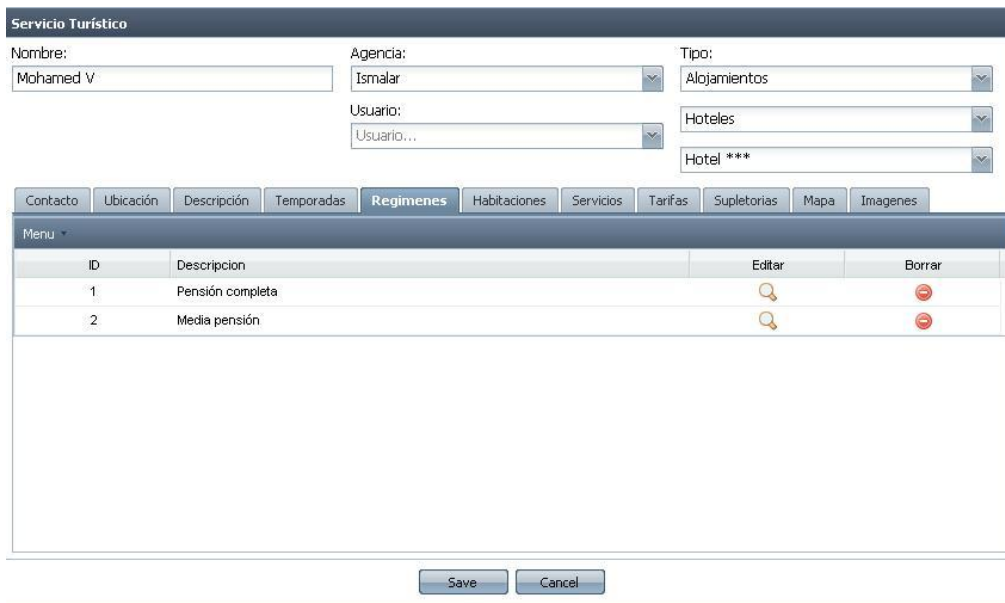 Servicio Turístico
Nombre: Agencia: Tipo:
Mohamed V Ismalar Alojamientos
Usuario: Hoteles
Usuario... Hotel ***
Contacto Ubicación Descripción Temporadas Regimenes Habitaciones Servicios Tarifas Supletorias Mapa Imagenes
Menu
ID Descripcion Editar Borrar
1 Pensión completa
2 Media pensión
Save Cancel